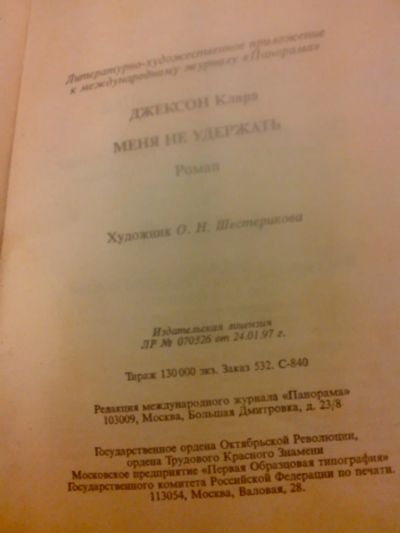 Литературно-художественное приложение
к международному журналу «Панорама»
ДЖЕКСОН Клара
МЕНЯ НЕ УДЕРЖАТЬ
Роман
Художник О. Н. Шестерикова
Издательская лицензия
ЛР № 070326 от 24.01.97 г.
Тираж 130 000 экз. Заказ 532. С-840
Редакция международного журнала «Панорама»
103009, Москва, Большая Дмитровка, д. 23/8
Государственное ордена Октябрьской Революции,
ордена Трудового Красного Знамени
Московское предприятие «Первая Образцовая типография»
Государственного комитета Российской Федерации по печати.
113054, Москва, Валовая, 28.